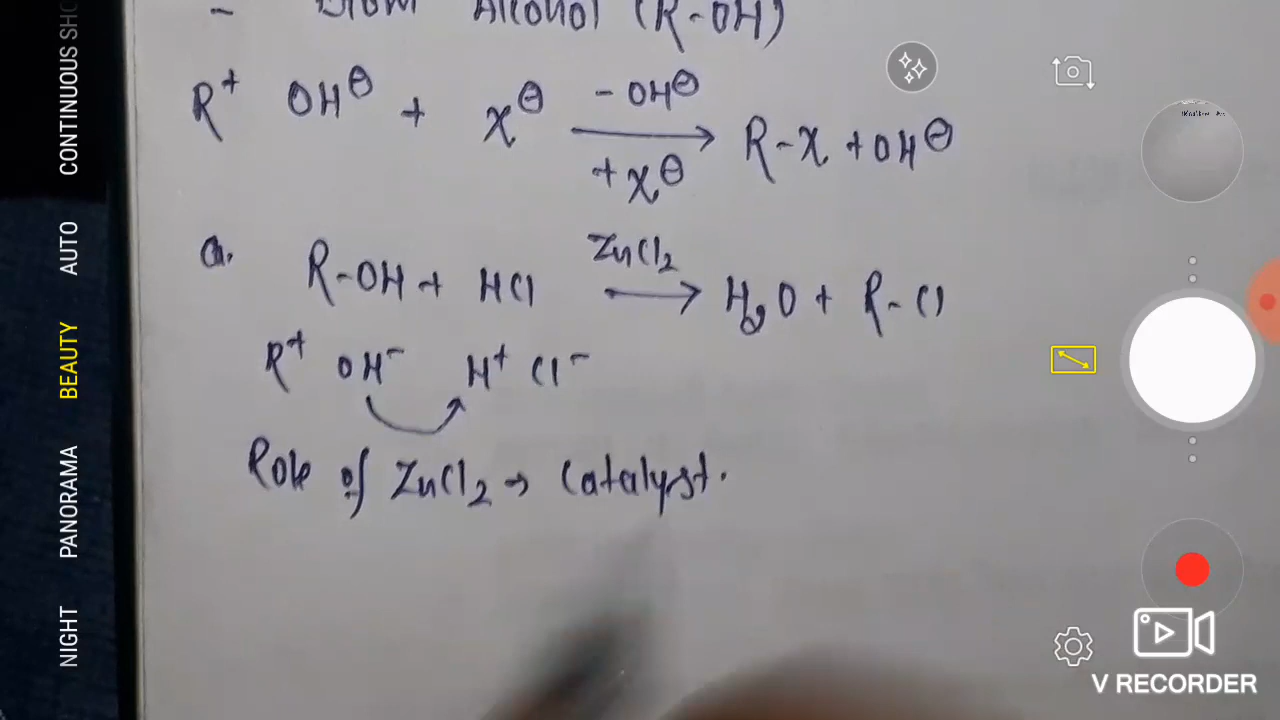 - From Alcohol (R-OH)
R⁺ OH⊖ + X⊖ —OH⊖ / +X⊖ → R-X + OH⊖
a. R-OH + HCl ZnCl₂ → H₂O + R-Cl
R⁺ OH⁻ H⁺ Cl⁻
Role of ZnCl₂ → Catalyst.
CONTINUOUS SHO
AUTO
BEAUTY
PANORAMA
NIGHT
V RECORDER